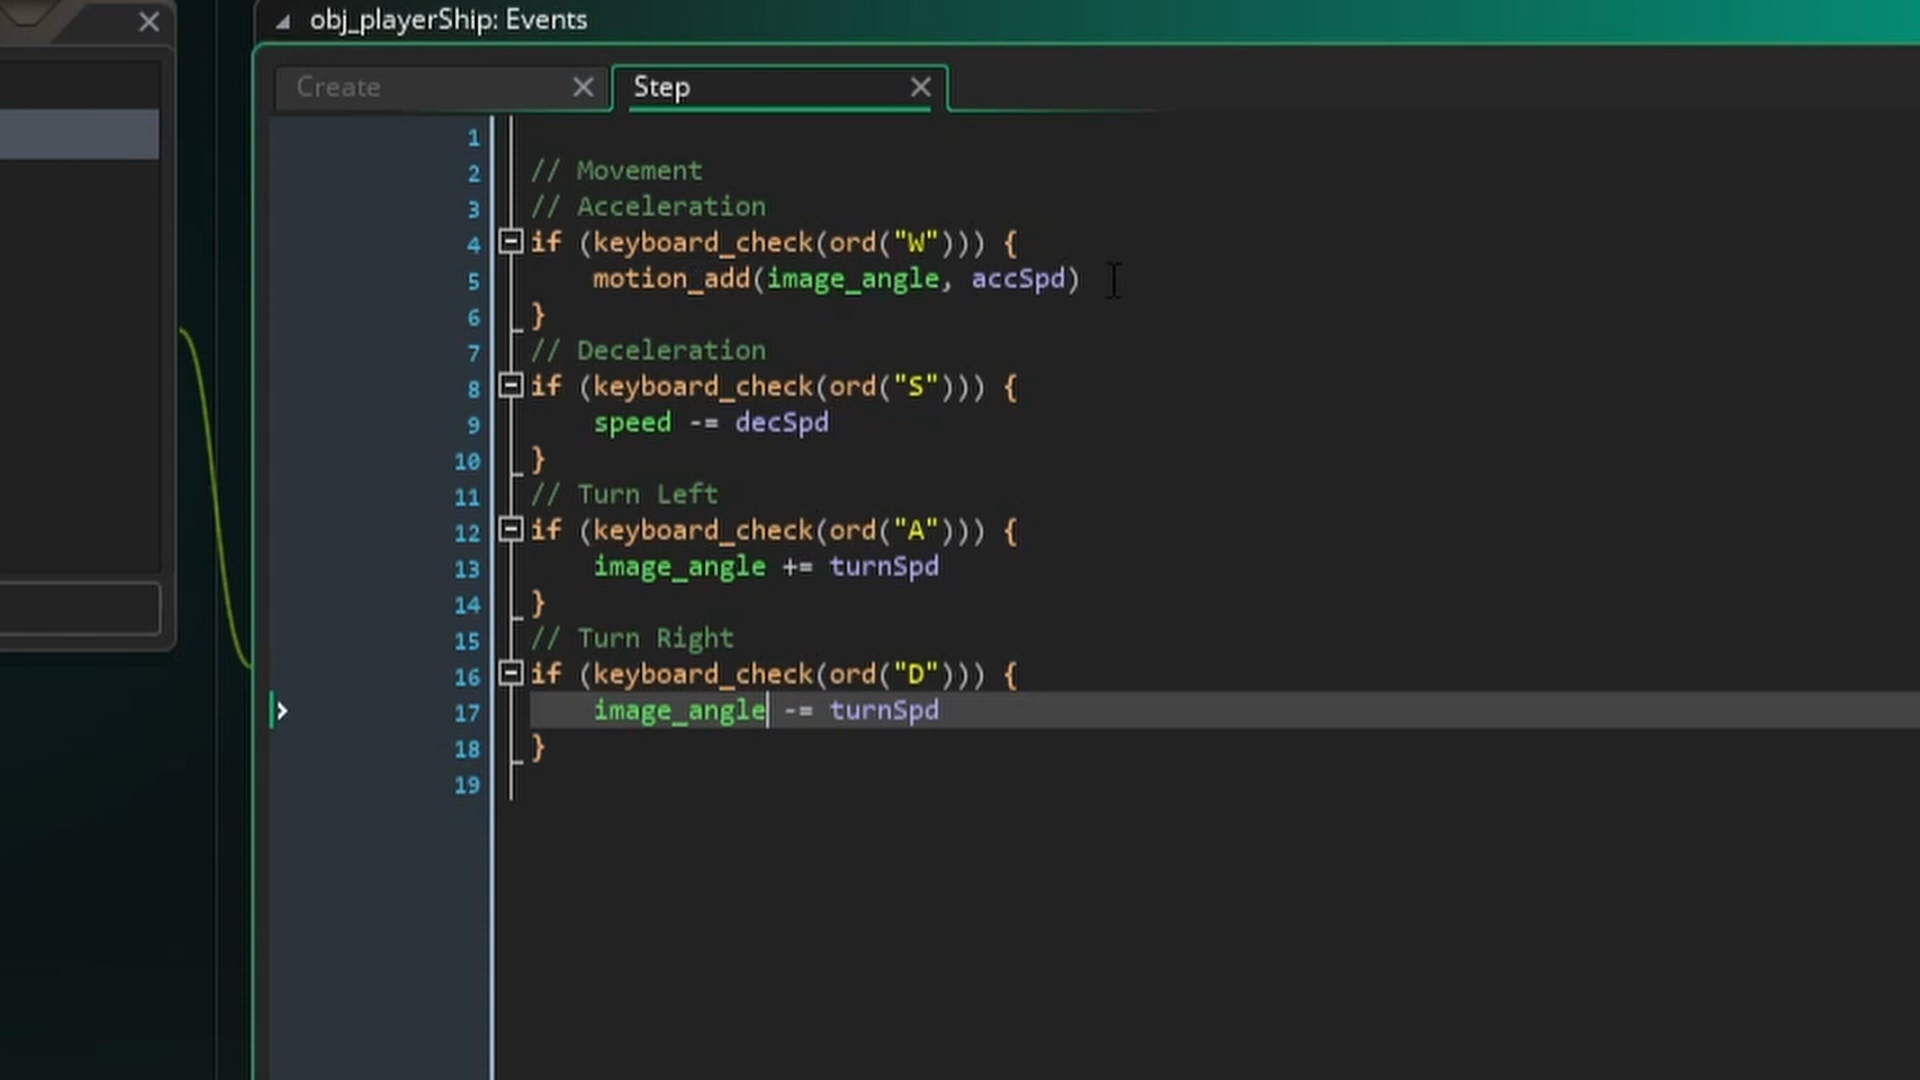 obj_playerShip: Events
Create
Step
1
2 // Movement
3 // Acceleration
4 if (keyboard_check(ord("W"))) {
5 motion_add(image_angle, accSpd)
6 }
7 // Deceleration
8 if (keyboard_check(ord("S"))) {
9 speed -= decSpd
10 }
11 // Turn Left
12 if (keyboard_check(ord("A"))) {
13 image_angle += turnSpd
14 }
15 // Turn Right
16 if (keyboard_check(ord("D"))) {
17 image_angle -= turnSpd
18 }
19